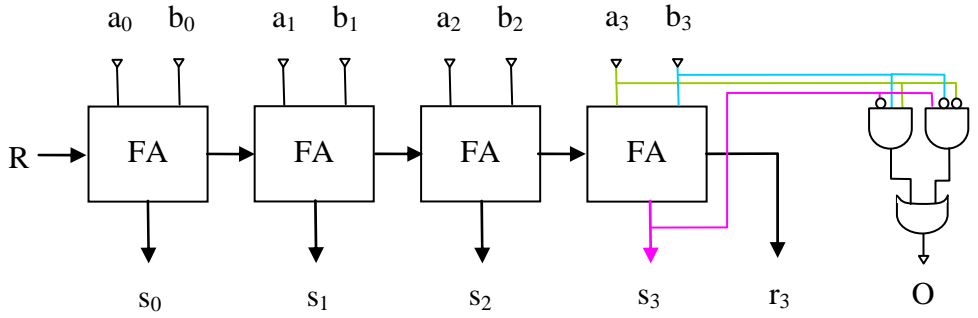 a₀ b₀ a₁ b₁ a₂ b₂ a₃ b₃
R FA FA FA FA
s₀ s₁ s₂ s₃ r₃ O